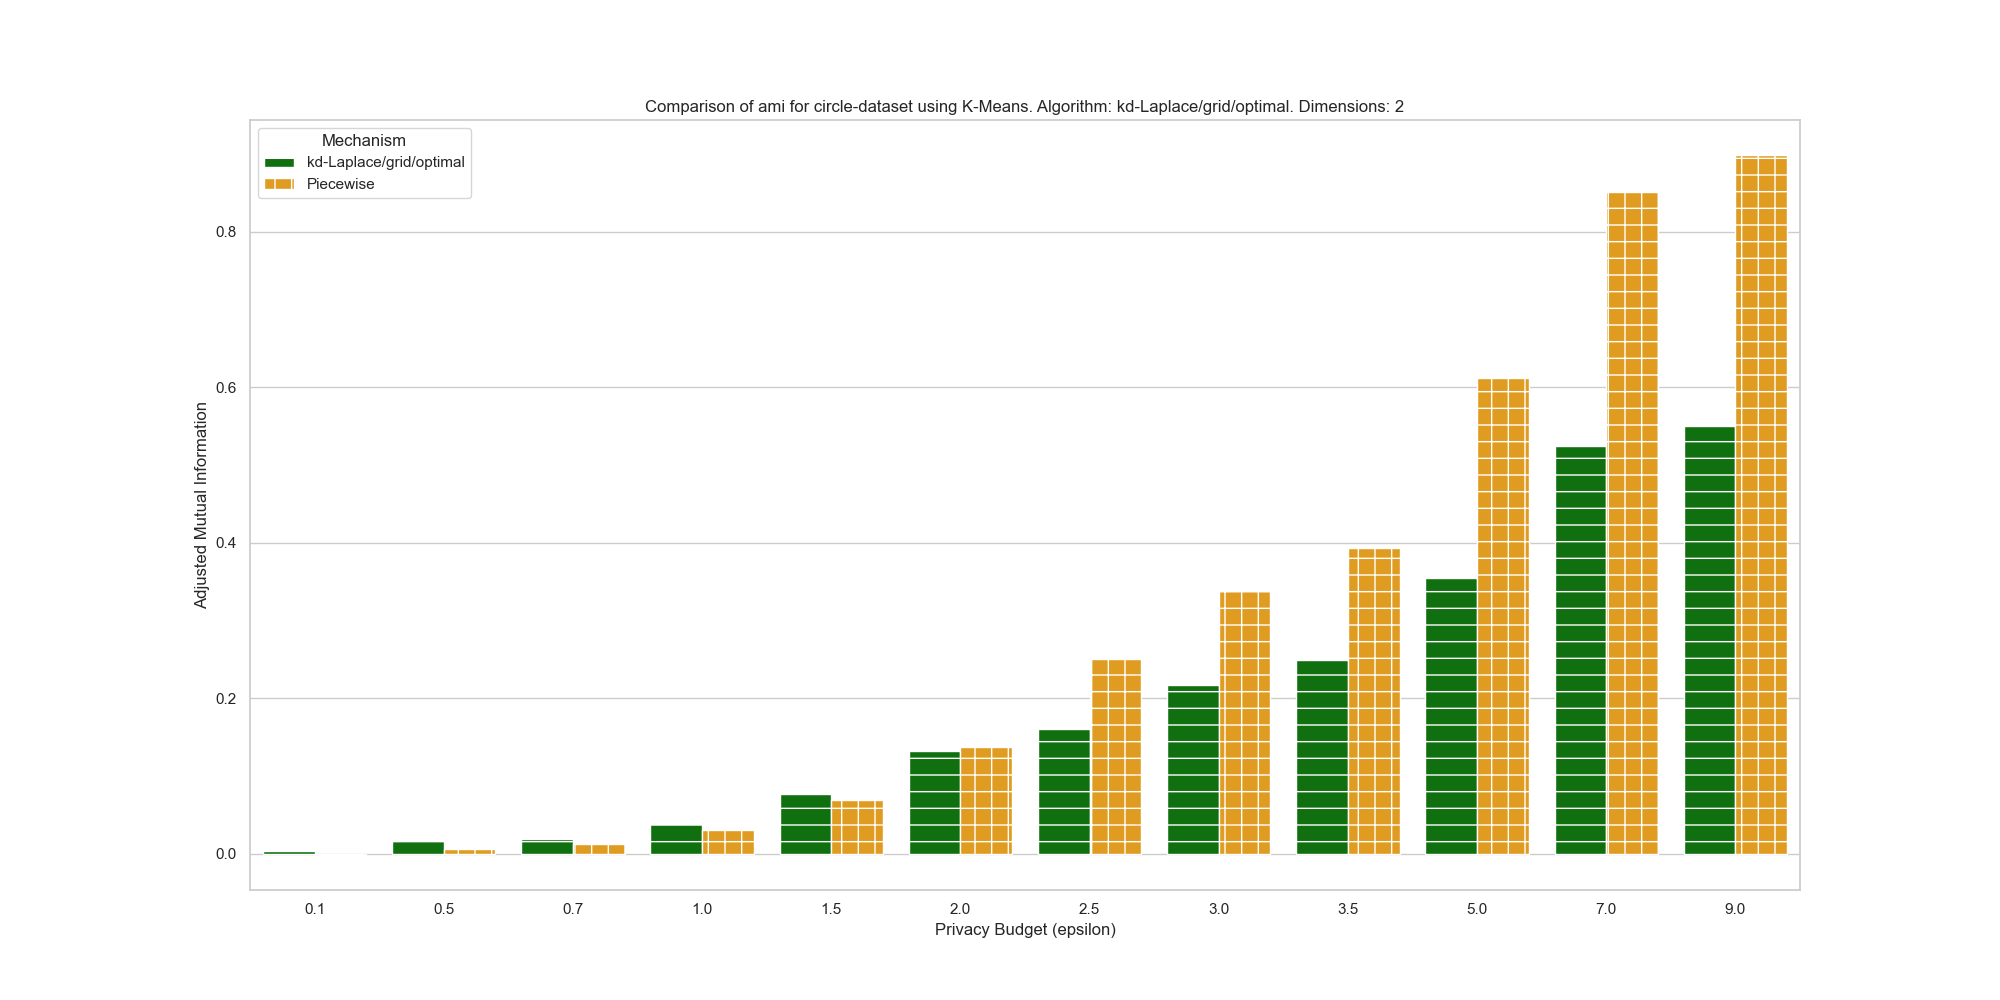 Comparison of ami for circle-dataset using K-Means. Algorithm: kd-Laplace/grid/optimal. Dimensions: 2
Mechanism
kd-Laplace/grid/optimal
Piecewise
Adjusted Mutual Information
0.8
0.6
0.4
0.2
0.0
0.1 0.5 0.7 1.0 1.5 2.0 2.5 3.0 3.5 5.0 7.0 9.0
Privacy Budget (epsilon)